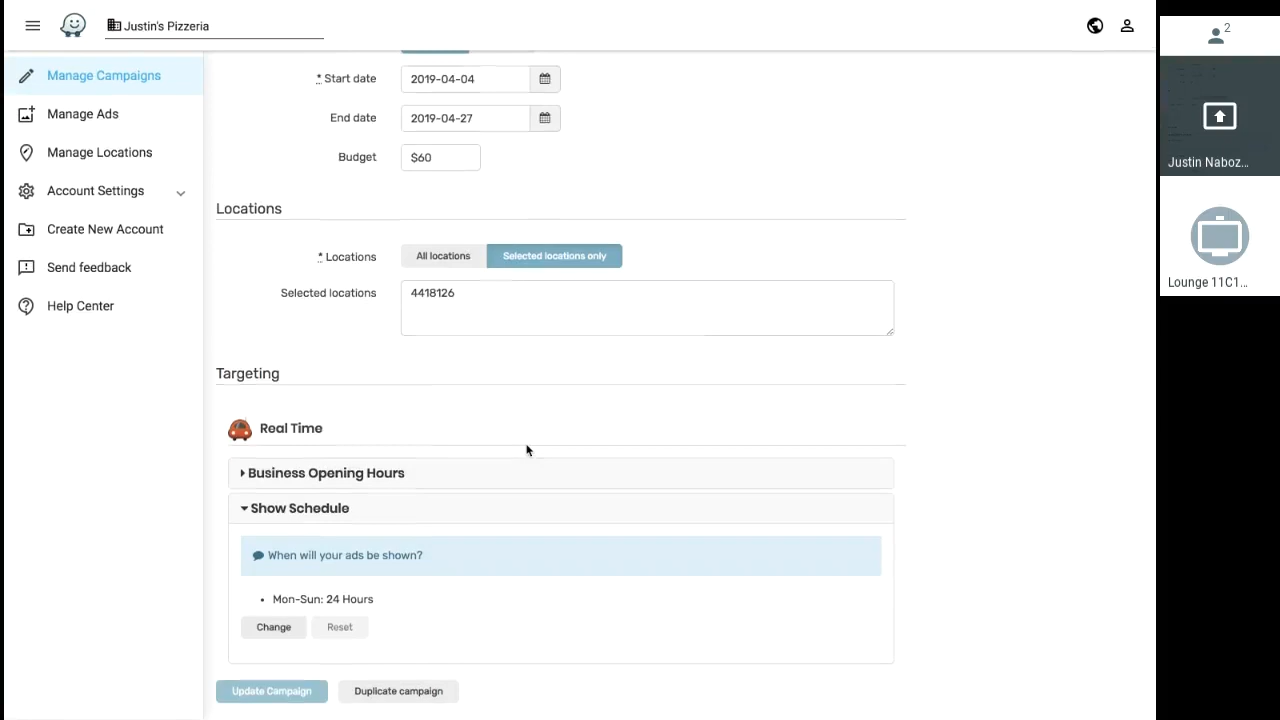 Justin's Pizzeria
2
Manage Campaigns
Manage Ads
Manage Locations
Account Settings
Create New Account
Send feedback
Help Center
* Start date 2019-04-04
End date 2019-04-27
Budget $60
Locations
* Locations All locations Selected locations only
Selected locations 4418126
Targeting
Real Time
Business Opening Hours
Show Schedule
When will your ads be shown?
• Mon-Sun: 24 Hours
Change Reset
Update Campaign Duplicate campaign
Justin Naboz...
Lounge 11C1...